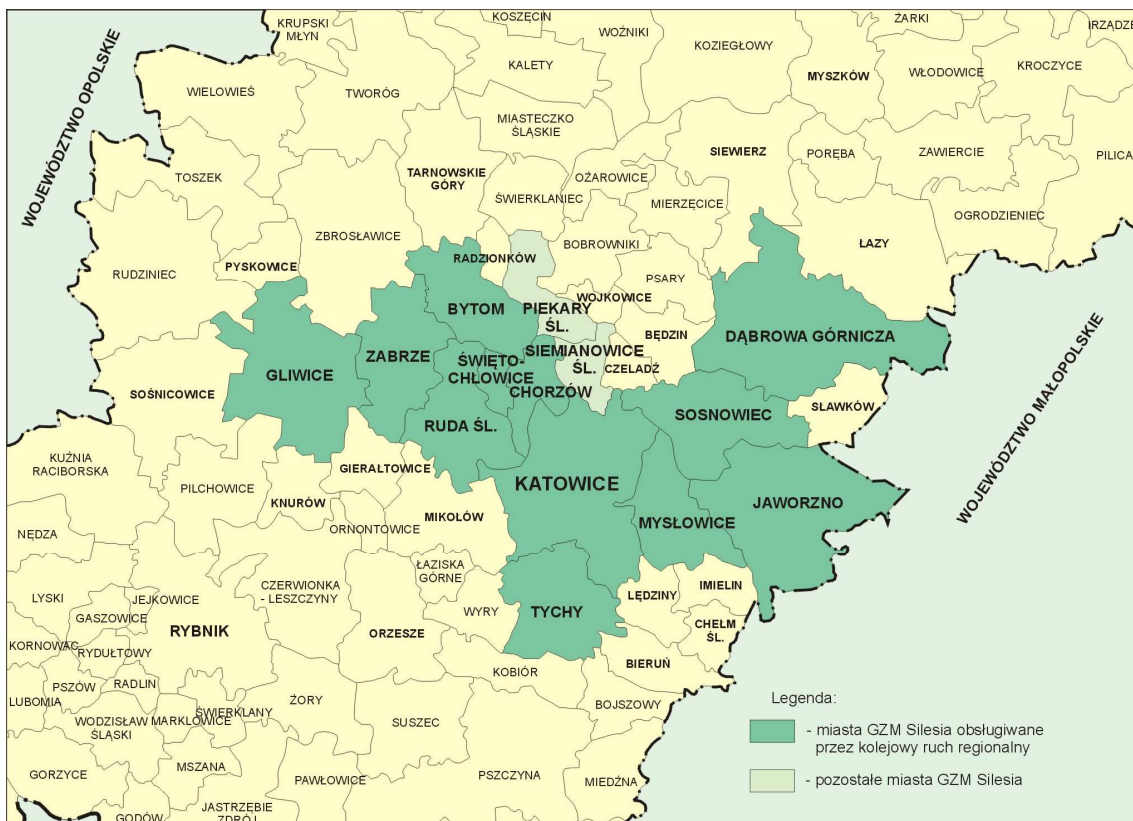 KRUPSKI
MŁYN
KOSZĘCIN
WOŹNIKI
KOZIEGŁOWY
ŻARKI
IRZĄDZE
WOJEWÓDZTWO OPOLSKIE
WIELOWIEŚ
TWORÓG
KALETY
MYSZKÓW
WŁODOWICE
KROCZYCE
MIASTECZKO
ŚLĄSKIE
TOSZEK
TARNOWSKIE
GÓRY
OŻAROWICE
SIEWIERZ
PORĘBA
ZAWIERCIE
PILICA
ŚWIERKLANIEC
MIERZĘCICE
OGRODZIENIEC
ZBROSŁAWICE
BOBROWNIKI
ŁAZY
RUDZINIEC
PYSKOWICE
RADZIONKÓW
PSARY
BYTOM
PIEKARY
ŚL.
WOJKOWICE
BĘDZIN
DĄBROWA GÓRNICZA
ZABRZE
ŚWIĘTO-
CHŁOWICE
SIEMIANOWICE
ŚL.
CZELADŹ
GLIWICE
CHORZÓW
SOŚNICOWICE
RUDA ŚL.
SOSNOWIEC
SŁAWKÓW
WOJEWÓDZTWO MAŁOPOLSKIE
KUŹNIA
RACIBORSKA
PILCHOWICE
GIERAŁTOWICE
KNURÓW
KATOWICE
JAWORZNO
ORNONTOWICE
MIKOLÓW
MYSŁOWICE
NĘDZA
ŁAZISKA
GÓRNE
LYSKI
JEJKOWICE
GASZOWICE
CZERWIONKA
- LESZCZYNY
WYRY
TYCHY
LĘDZINY
IMIELIN
RYBNIK
ORZESZE
CHEŁM
ŚL.
KORNOWAC
RYDUŁTOWY
BIERUŃ
KOBIÓR
PSZÓW
RADLIN
LUBOMIA
ŻORY
BOJSZOWY
WODZISŁAW
ŚLĄSKI
MARKLOWICE
ŚWIERKLANY
SUSZEC
GORZYCE
MSZANA
PAWŁOWICE
PSZCZYNA
MIEDŹNA
GODÓW
JASTRZĘBIE
ZDRÓJ
Legenda:
- miasta GZM Silesia obsługiwane
przez kolejowy ruch regionalny
- pozostałe miasta GZM Silesia